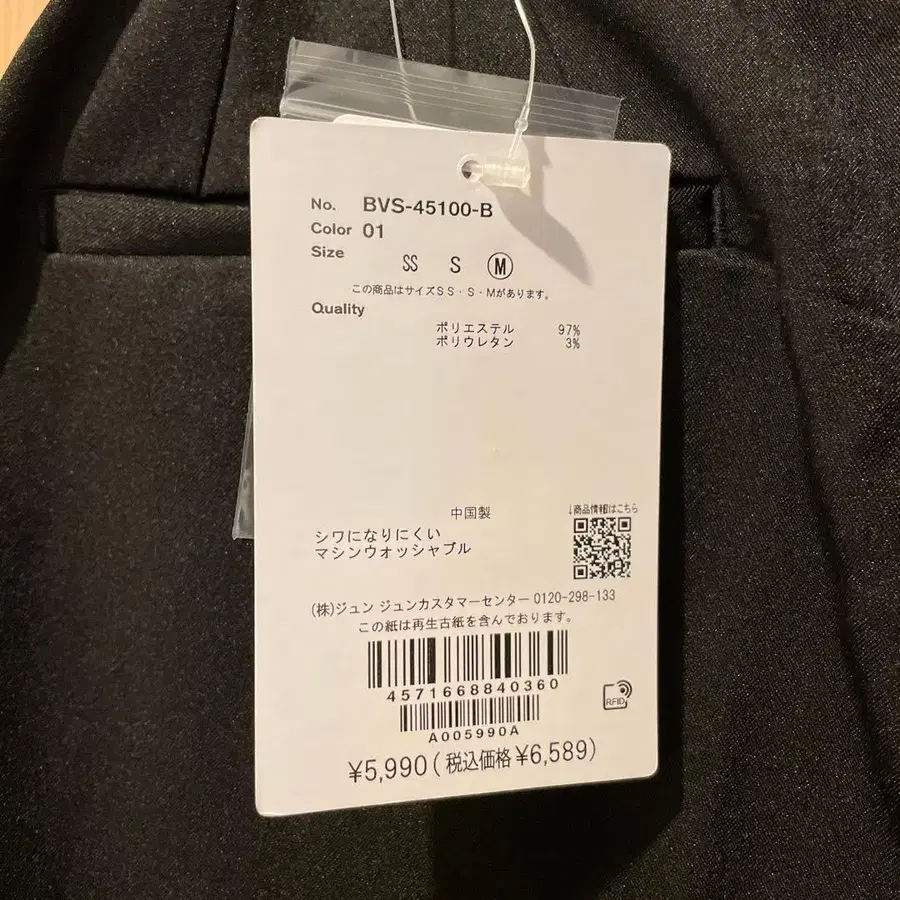 No. BVS-45100-B
Color 01
Size
SS S M
この商品はサイズSS・S・Mがあります。
Quality
ポリエステル 97%
ポリウレタン 3%
中国製
↓商品情報はこちら
シワになりにくい
マシンウォッシャブル
(株)ジュン ジュンカスタマーセンター 0120-298-133
この紙は再生古紙を含んでおります。
4571668840360
RFID
A005990A
¥5,990(税込価格¥6,589)